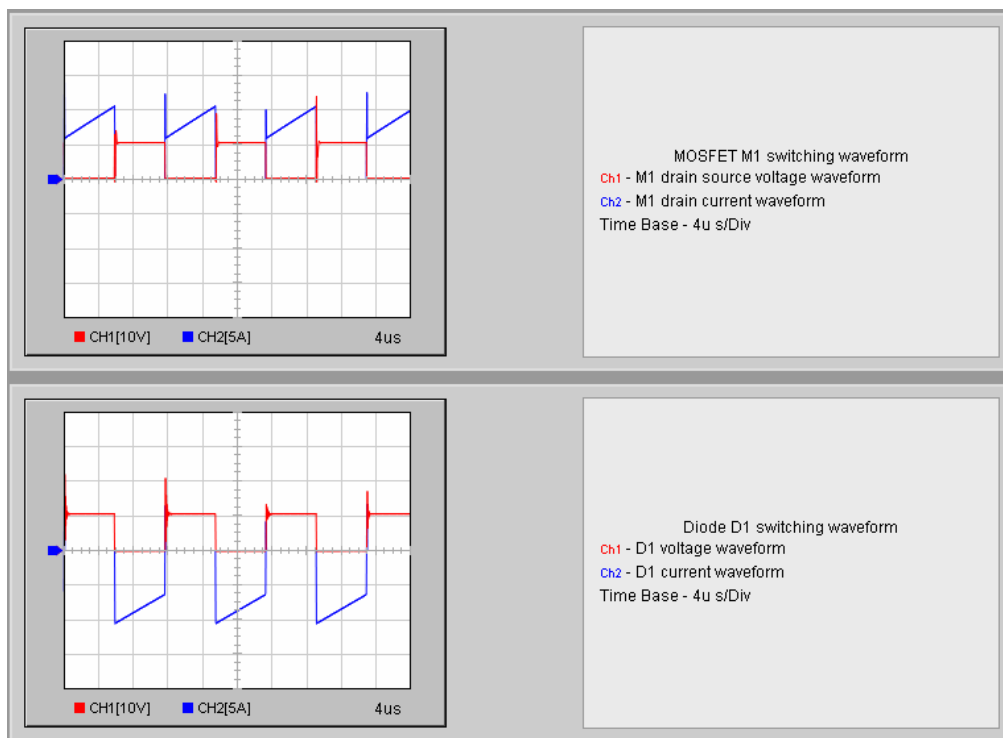 MOSFET M1 switching waveform
Ch1 - M1 drain source voltage waveform
Ch2 - M1 drain current waveform
Time Base - 4u s/Div
CH1[10V] CH2[5A] 4us
Diode D1 switching waveform
Ch1 - D1 voltage waveform
Ch2 - D1 current waveform
Time Base - 4u s/Div
CH1[10V] CH2[5A] 4us